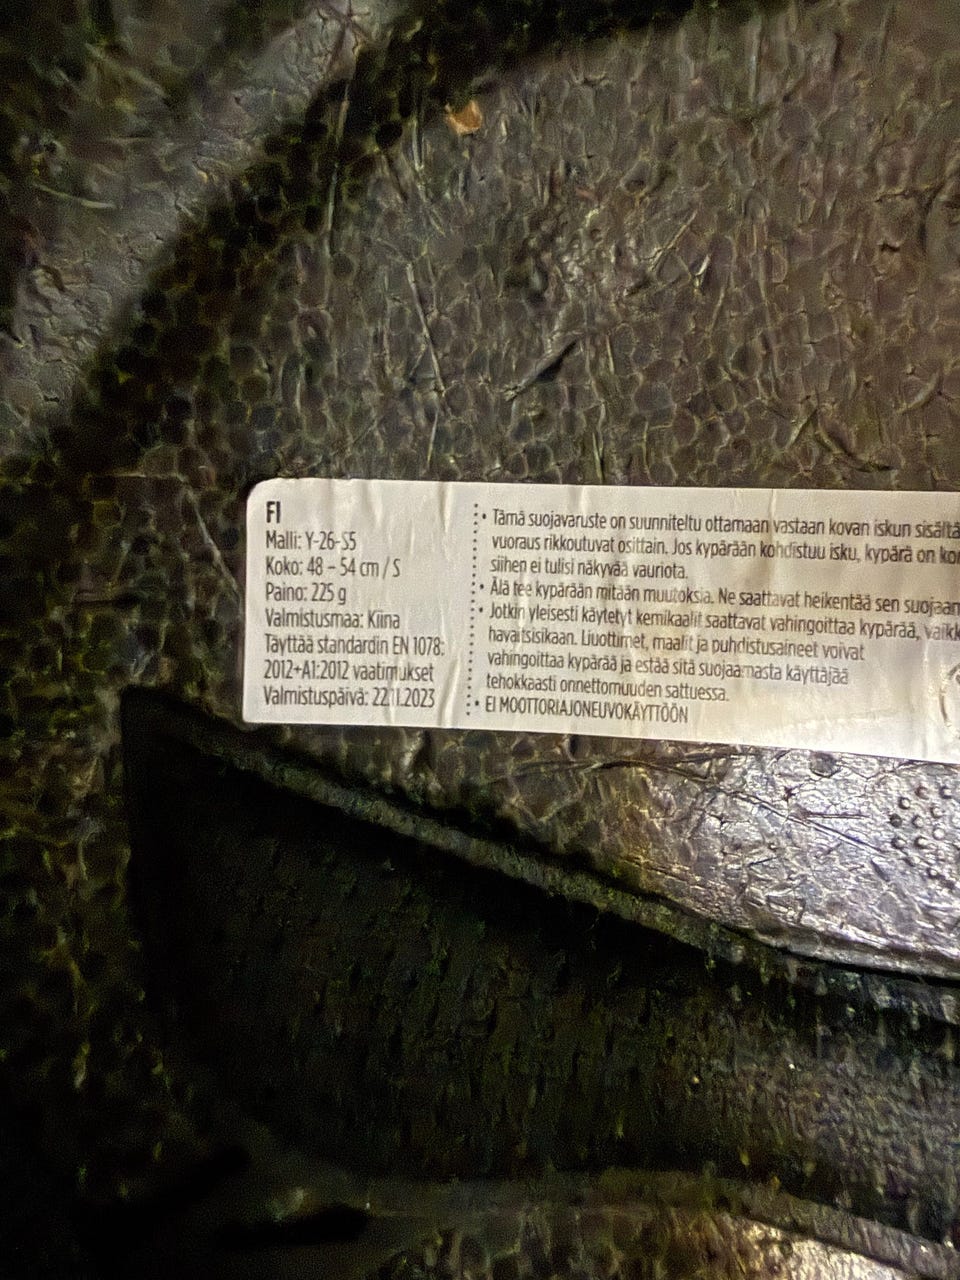 FI
Malli: Y-26-S5
Koko: 48 – 54 cm / S
Paino: 225 g
Valmistusmaa: Kiina
Täyttää standardin EN 1078:
2012+A1:2012 vaatimukset
Valmistuspäivä: 22.11.2023
• Tämä suojavaruste on suunniteltu ottamaan vastaan kovan iskun
vuoraus rikkoutuvat osittain. Jos kypärään kohdistuu isku, kypärä on
siihen ei tulisi näkyvää vauriota.
• Älä tee kypärään mitään muutoksia. Ne saattavat heikentää sen
• Jotkin yleisesti käytetyt kemikaalit saattavat vahingoittaa kypärää,
havaitsisikaan. Liuottimet, maalit ja puhdistusaineet voivat
vahingoittaa kypärää ja estää sitä suojaamasta käyttäjää
tehokkaasti onnettomuuden sattuessa.
• EI MOOTTORIAJONEUVOKÄYTTÖÖN